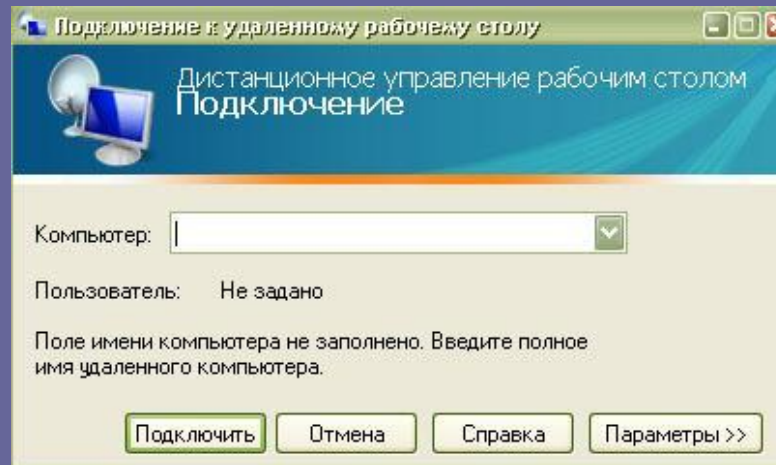 Подключение к удаленному рабочему столу
Дистанционное управление рабочим столом
Подключение
Компьютер:
Пользователь: Не задано
Поле имени компьютера не заполнено. Введите полное
имя удаленного компьютера.
Подключить Отмена Справка Параметры >>